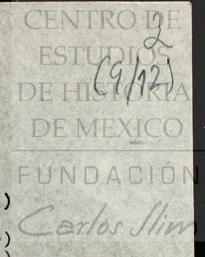 CENTRO DE
2
ESTUDIOS
(9/12)
DE HISTORIA
DE MEXICO
FUNDACIÓN
Carlos Slim
)
)